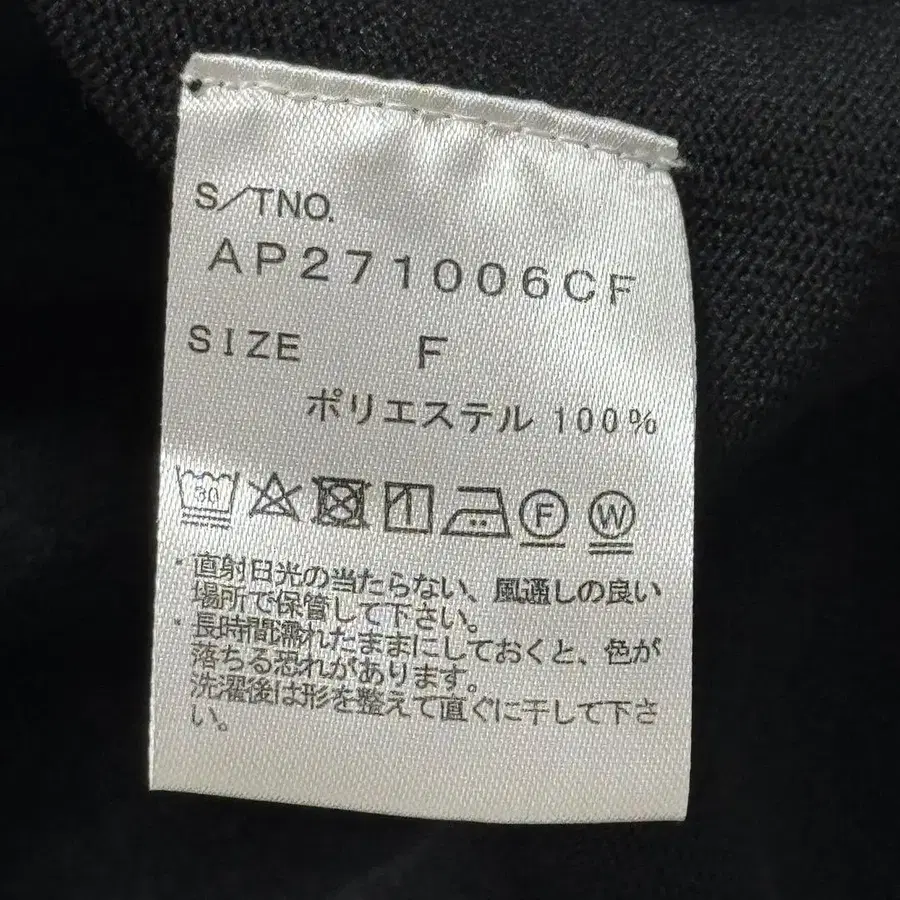 S/TNO.
AP271006CF
SIZE F
ポリエステル 100%
30 F W
・直射日光の当たらない、風通しの良い
場所で保管して下さい。
・長時間濡れたままにしておくと、色が
落ちる恐れがあります。
洗濯後は形を整えて直ぐに干して下さ
い。